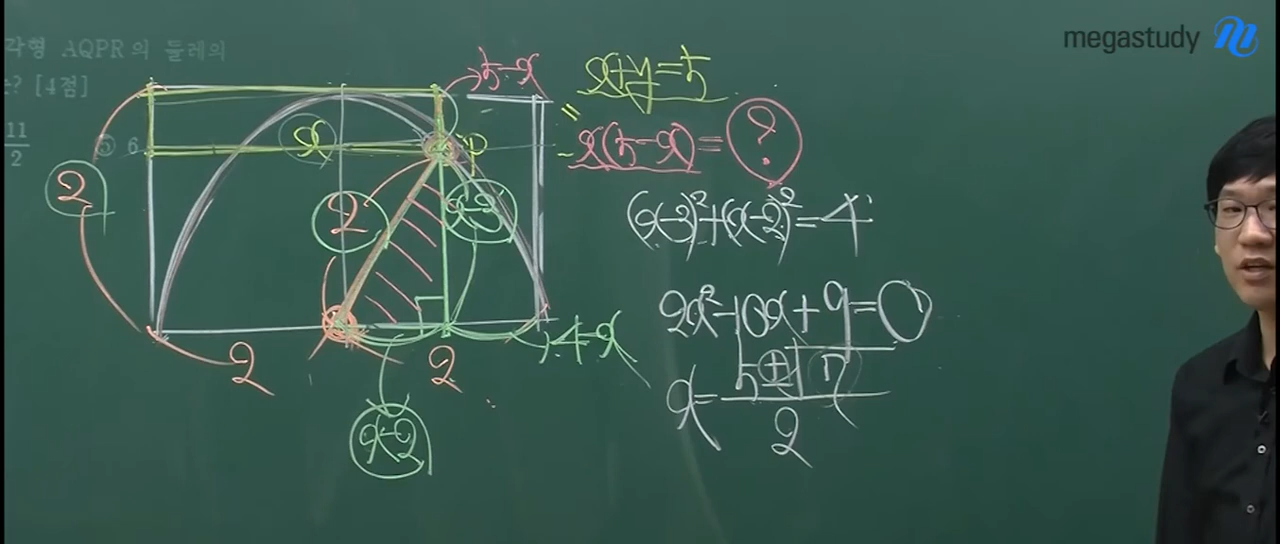 megastudy
각형 AQPR의 둘레의
? [4점]
11
2
⑤ 6
5-x
x+y=5
x(5-x)=?
x
P
2
2
x-3
(x-3)²+(x-2)²=4
2x²-10x+9=0
4-x
2
2
x=
5±√7
2
x-2